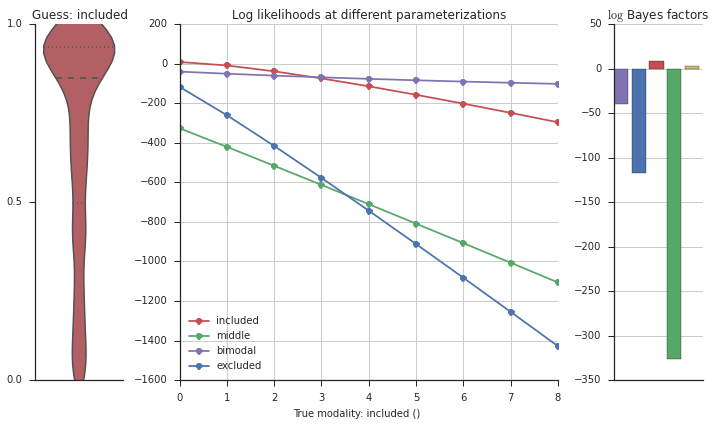 Guess: included
Log likelihoods at different parameterizations
log Bayes factors
1.0
0.5
0.0
200
0
−200
−400
−600
−800
−1000
−1200
−1400
−1600
included
middle
bimodal
excluded
0 1 2 3 4 5 6 7 8
True modality: included ()
50
0
−50
−100
−150
−200
−250
−300
−350